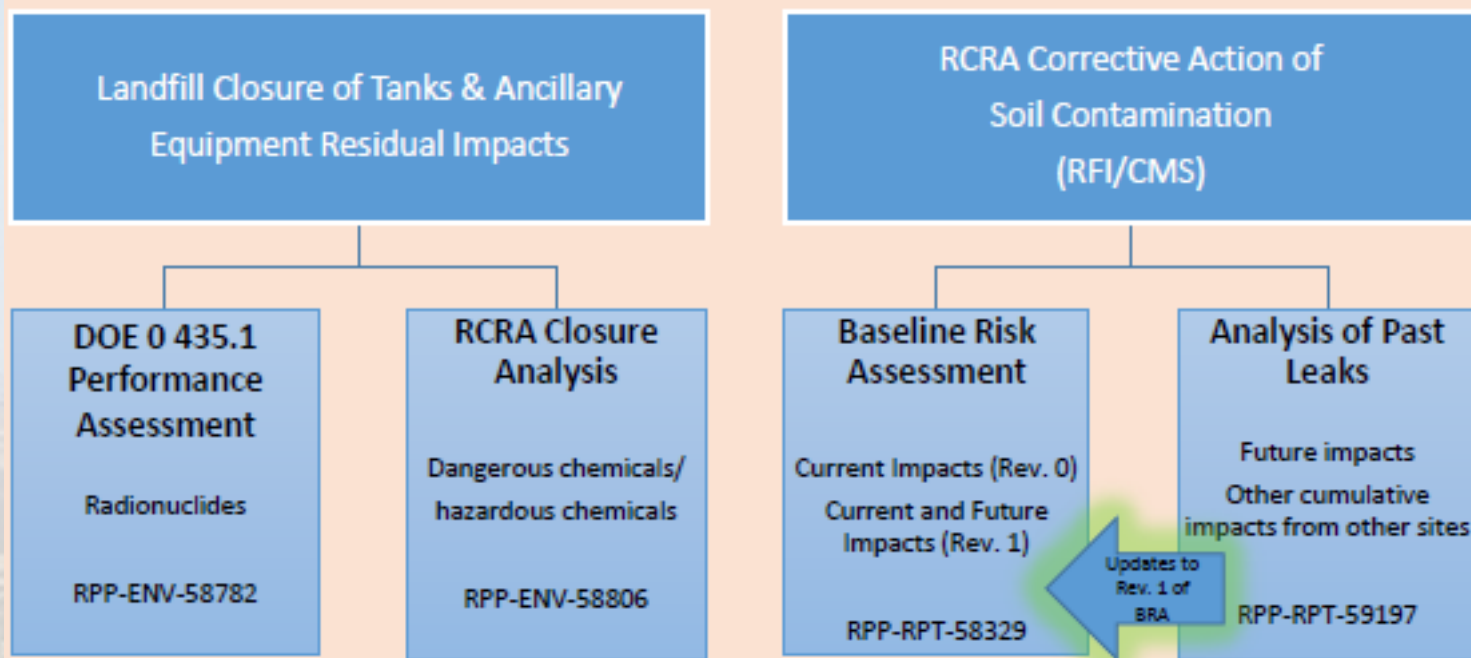 Landfill Closure of Tanks & Ancillary
Equipment Residual Impacts
RCRA Corrective Action of
Soil Contamination
(RFI/CMS)
DOE 0 435.1
Performance
Assessment
Radionuclides
RPP-ENV-58782
RCRA Closure
Analysis
Dangerous chemicals/
hazardous chemicals
RPP-ENV-58806
Baseline Risk
Assessment
Current Impacts (Rev. 0)
Current and Future
Impacts (Rev. 1)
RPP-RPT-58329
Updates to
Rev. 1 of
BRA
Analysis of Past
Leaks
Future impacts
Other cumulative
impacts from other sites
RPP-RPT-59197